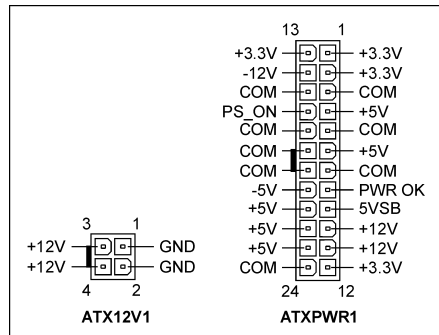 13 1
+3.3V +3.3V
-12V +3.3V
COM COM
PS_ON +5V
COM COM
COM +5V
COM COM
-5V PWR OK
+5V 5VSB
+5V +12V
+5V +12V
COM +3.3V
24 12
ATXPWR1
3 1
+12V GND
+12V GND
4 2
ATX12V1